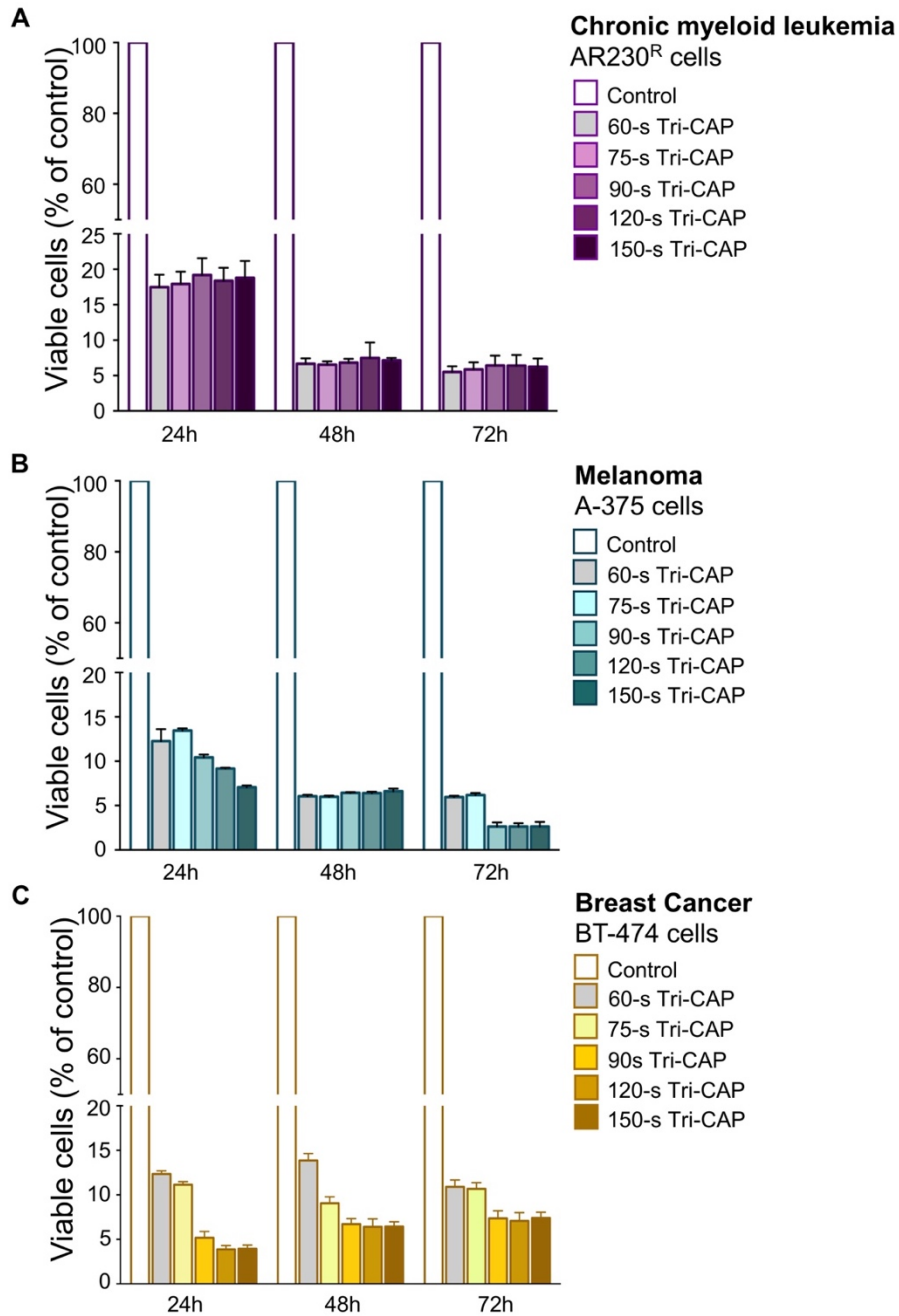 A
Chronic myeloid leukemia
AR230ᴿ cells
Control
60-s Tri-CAP
75-s Tri-CAP
90-s Tri-CAP
120-s Tri-CAP
150-s Tri-CAP
Viable cells (% of control)
100
80
60
25
20
15
10
5
0
24h 48h 72h
B
Melanoma
A-375 cells
Control
60-s Tri-CAP
75-s Tri-CAP
90-s Tri-CAP
120-s Tri-CAP
150-s Tri-CAP
Viable cells (% of control)
100
80
60
20
15
10
5
0
24h 48h 72h
C
Breast Cancer
BT-474 cells
Control
60-s Tri-CAP
75-s Tri-CAP
90s Tri-CAP
120-s Tri-CAP
150-s Tri-CAP
Viable cells (% of control)
100
80
60
20
15
10
5
0
24h 48h 72h